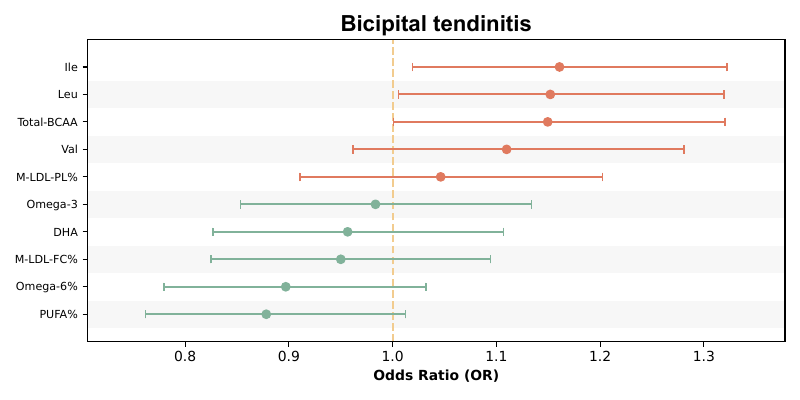 Bicipital tendinitis
Ile
Leu
Total-BCAA
Val
M-LDL-PL%
Omega-3
DHA
M-LDL-FC%
Omega-6%
PUFA%
0.8 0.9 1.0 1.1 1.2 1.3
Odds Ratio (OR)